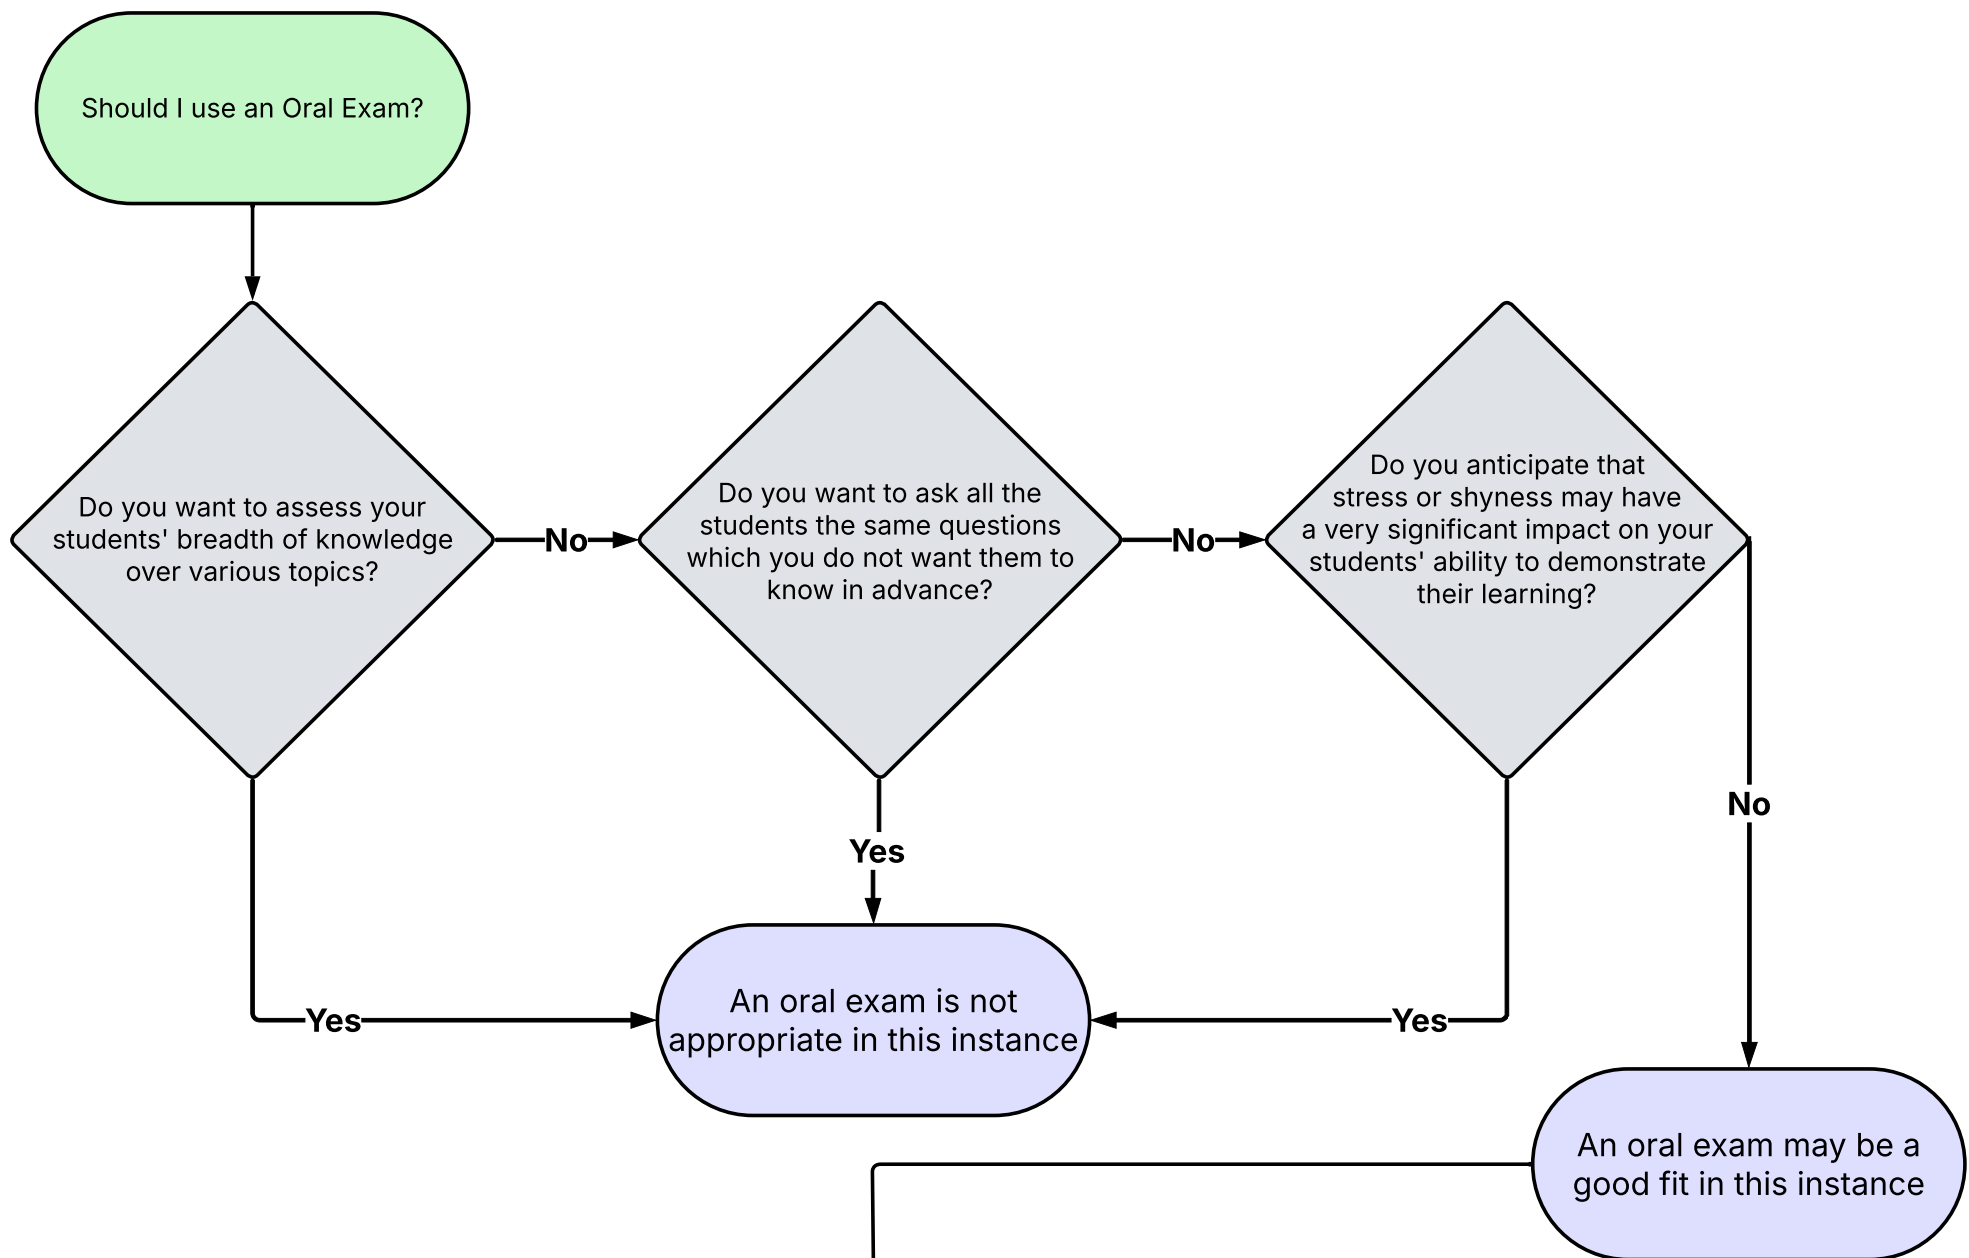 Should I use an Oral Exam?
Do you want to assess your
students' breadth of knowledge
over various topics?
No
Do you want to ask all the
students the same questions
which you do not want them to
know in advance?
No
Do you anticipate that
stress or shyness may have
a very significant impact on your
students' ability to demonstrate
their learning?
No
Yes
Yes
An oral exam is not
appropriate in this instance
Yes
An oral exam may be a
good fit in this instance